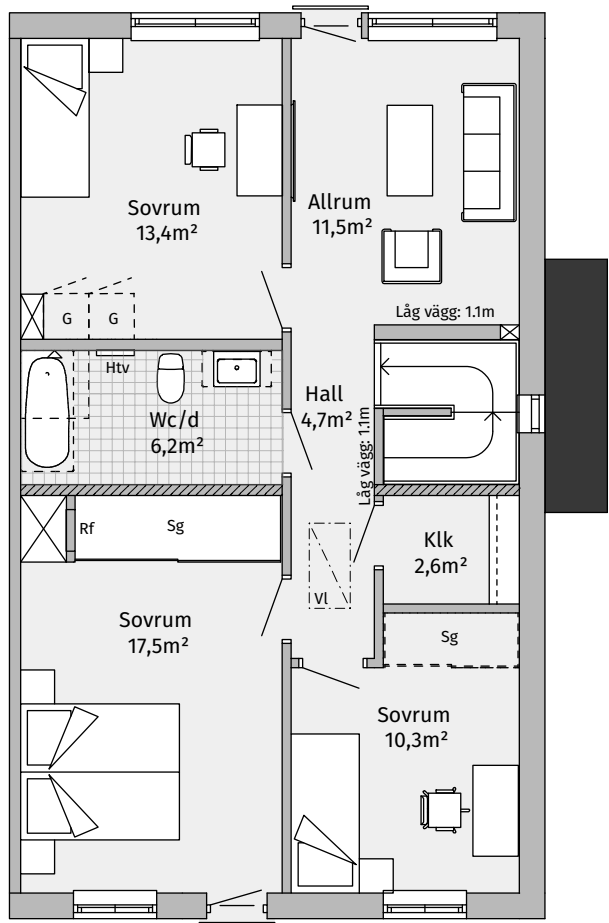 Sovrum
13,4m²
Allrum
11,5m²
G
G
Låg vägg: 1.1m
Htv
Wc/d
6,2m²
Hall
4,7m²
Låg vägg: 1.1m
Rf
Sg
Klk
2,6m²
Vl
Sovrum
17,5m²
Sg
Sovrum
10,3m²